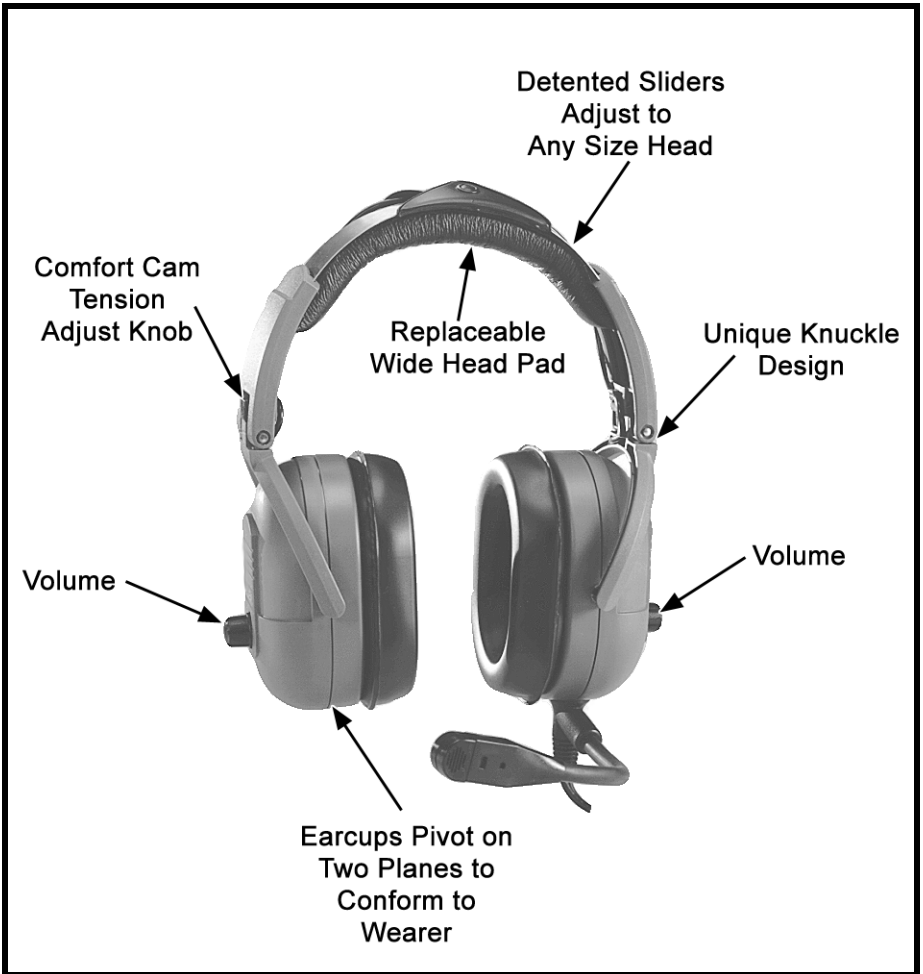 Detented Sliders
Adjust to
Any Size Head
Comfort Cam
Tension
Adjust Knob
Replaceable
Wide Head Pad
Unique Knuckle
Design
Volume
Volume
Earcups Pivot on
Two Planes to
Conform to
Wearer